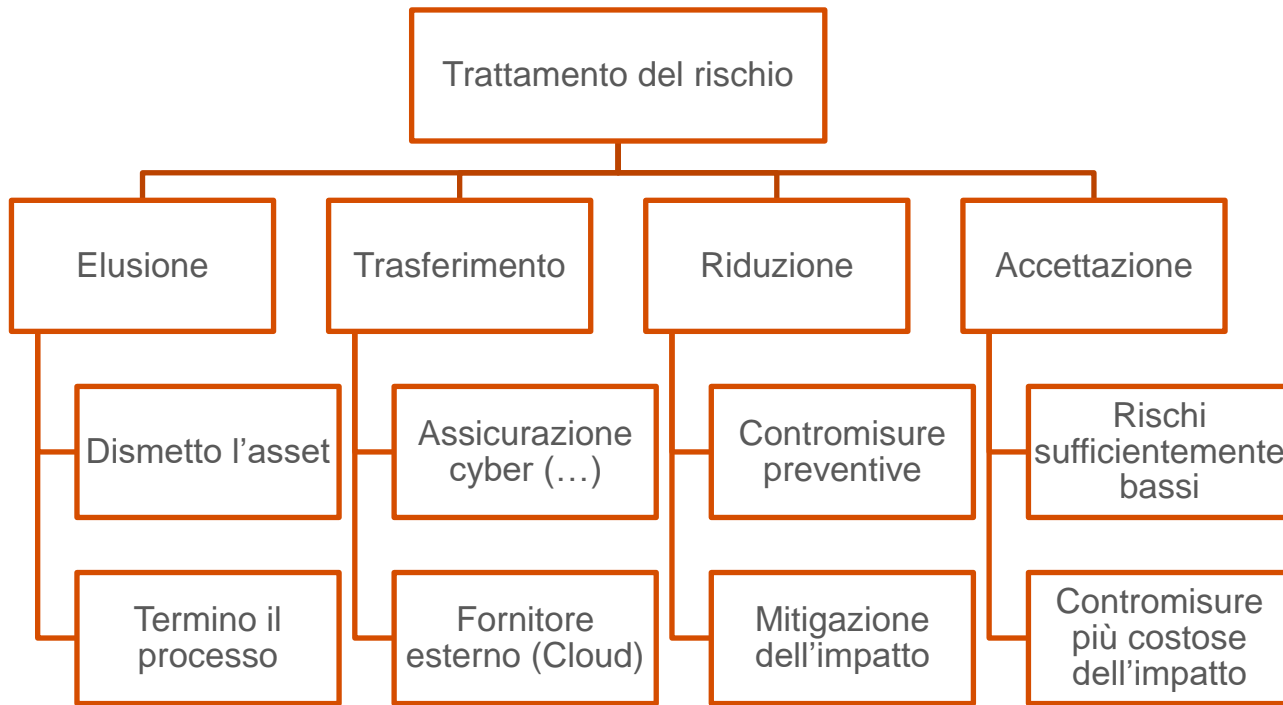 Trattamento del rischio
Elusione
Trasferimento
Riduzione
Accettazione
Dismetto l’asset
Assicurazione
cyber (…)
Contromisure
preventive
Rischi
sufficientemente
bassi
Termino il
processo
Fornitore
esterno (Cloud)
Mitigazione
dell’impatto
Contromisure
più costose
dell’impatto